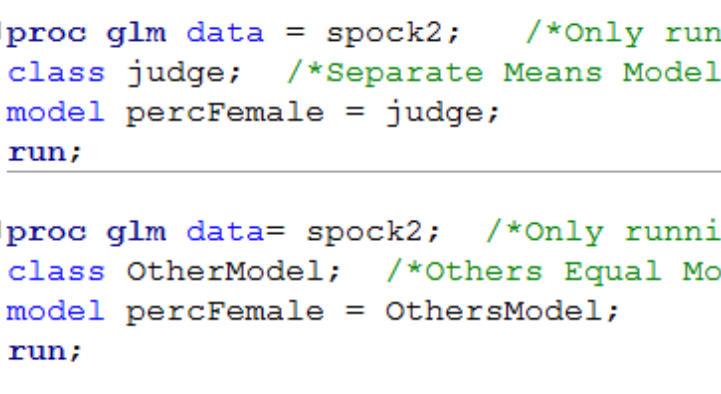 proc glm data = spock2; /*Only run
class judge; /*Separate Means Model
model percFemale = judge;
run;
proc glm data= spock2; /*Only runni
class OtherModel; /*Others Equal Mo
model percFemale = OthersModel;
run;